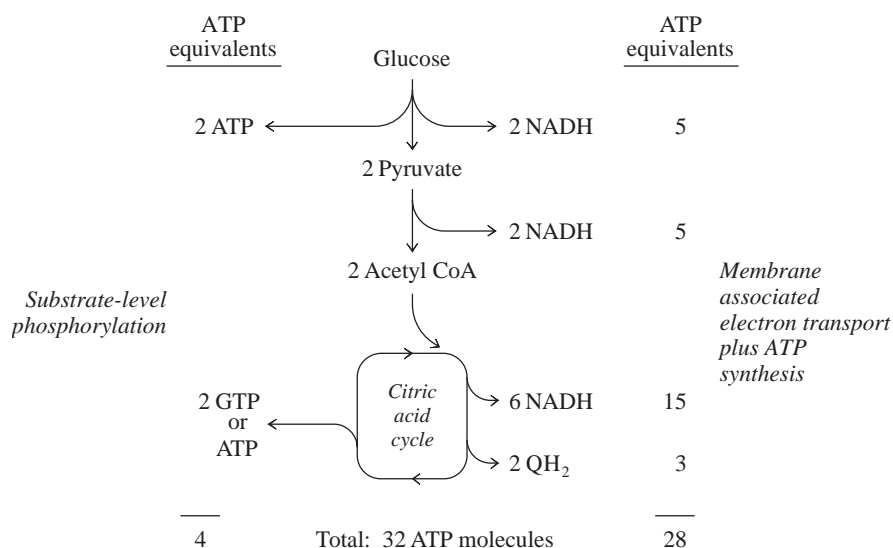 ATP
equivalents
Glucose
ATP
equivalents
2 ATP
2 NADH
5
2 Pyruvate
2 NADH
5
2 Acetyl CoA
Substrate-level
phosphorylation
Membrane
associated
electron transport
plus ATP
synthesis
Citric
acid
cycle
2 GTP
or
ATP
6 NADH
15
2 QH₂
3
4
Total: 32 ATP molecules
28